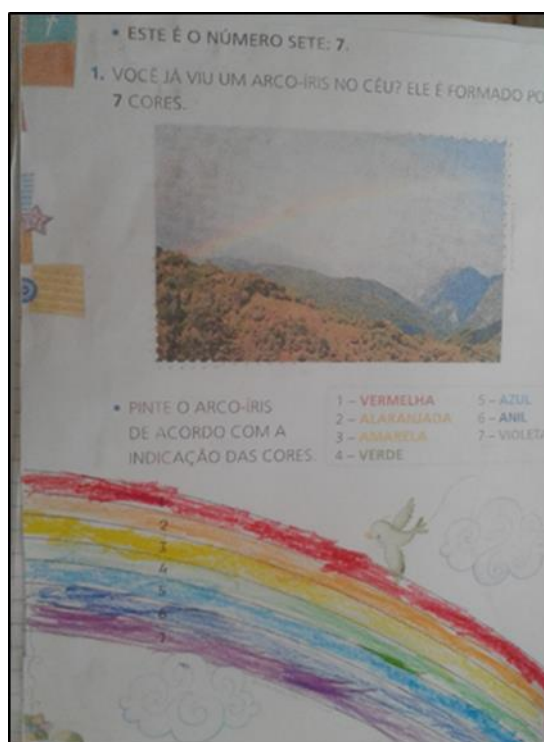 • ESTE É O NÚMERO SETE: 7.
1. VOCÊ JÁ VIU UM ARCO-ÍRIS NO CÉU? ELE É FORMADO PO
7 CORES.
• PINTE O ARCO-ÍRIS
DE ACORDO COM A
INDICAÇÃO DAS CORES.
1 – VERMELHA
2 – ALARANJADA
3 – AMARELA
4 – VERDE
5 – AZUL
6 – ANIL
7 – VIOLETA
2
3
4
5
6
7